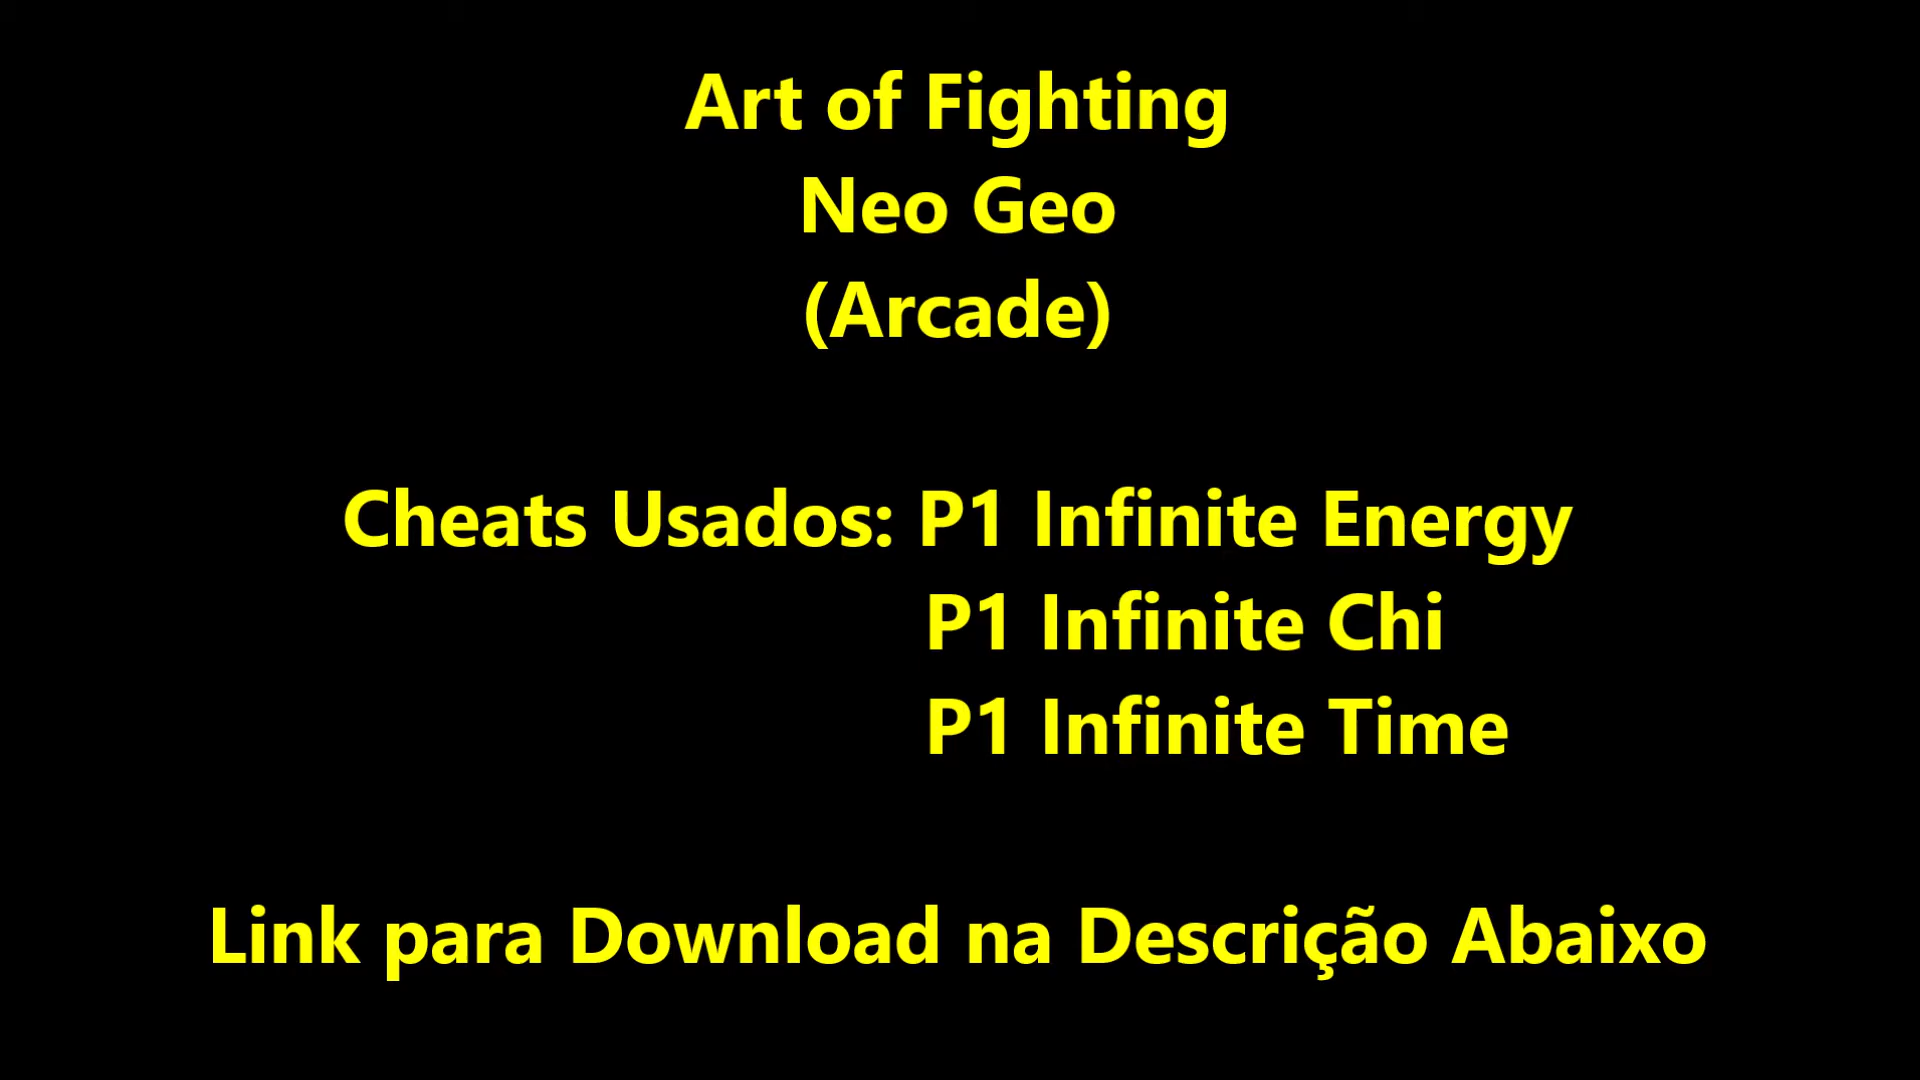 Art of Fighting
Neo Geo
(Arcade)
Cheats Usados: P1 Infinite Energy
P1 Infinite Chi
P1 Infinite Time
Link para Download na Descrição Abaixo